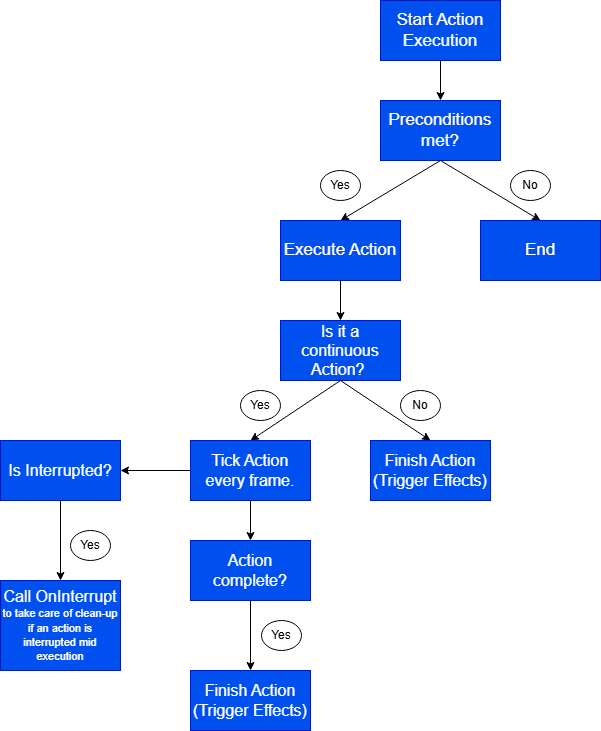 Start Action
Execution
Preconditions
met?
Yes
No
Execute Action
End
Is it a
continuous
Action?
Yes
No
Is Interrupted?
Tick Action
every frame.
Finish Action
(Trigger Effects)
Yes
Action
complete?
Call OnInterrupt
to take care of clean-up
if an action is
interrupted mid
execution
Yes
Finish Action
(Trigger Effects)